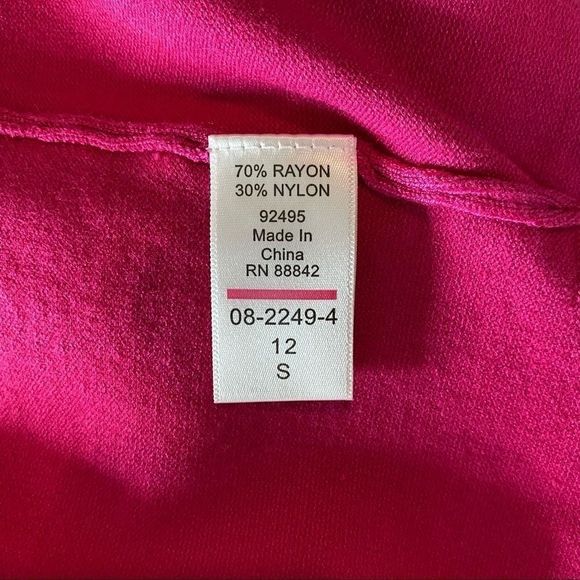 70% RAYON
30% NYLON
92495
Made In
China
RN 88842
08-2249-4
12
S